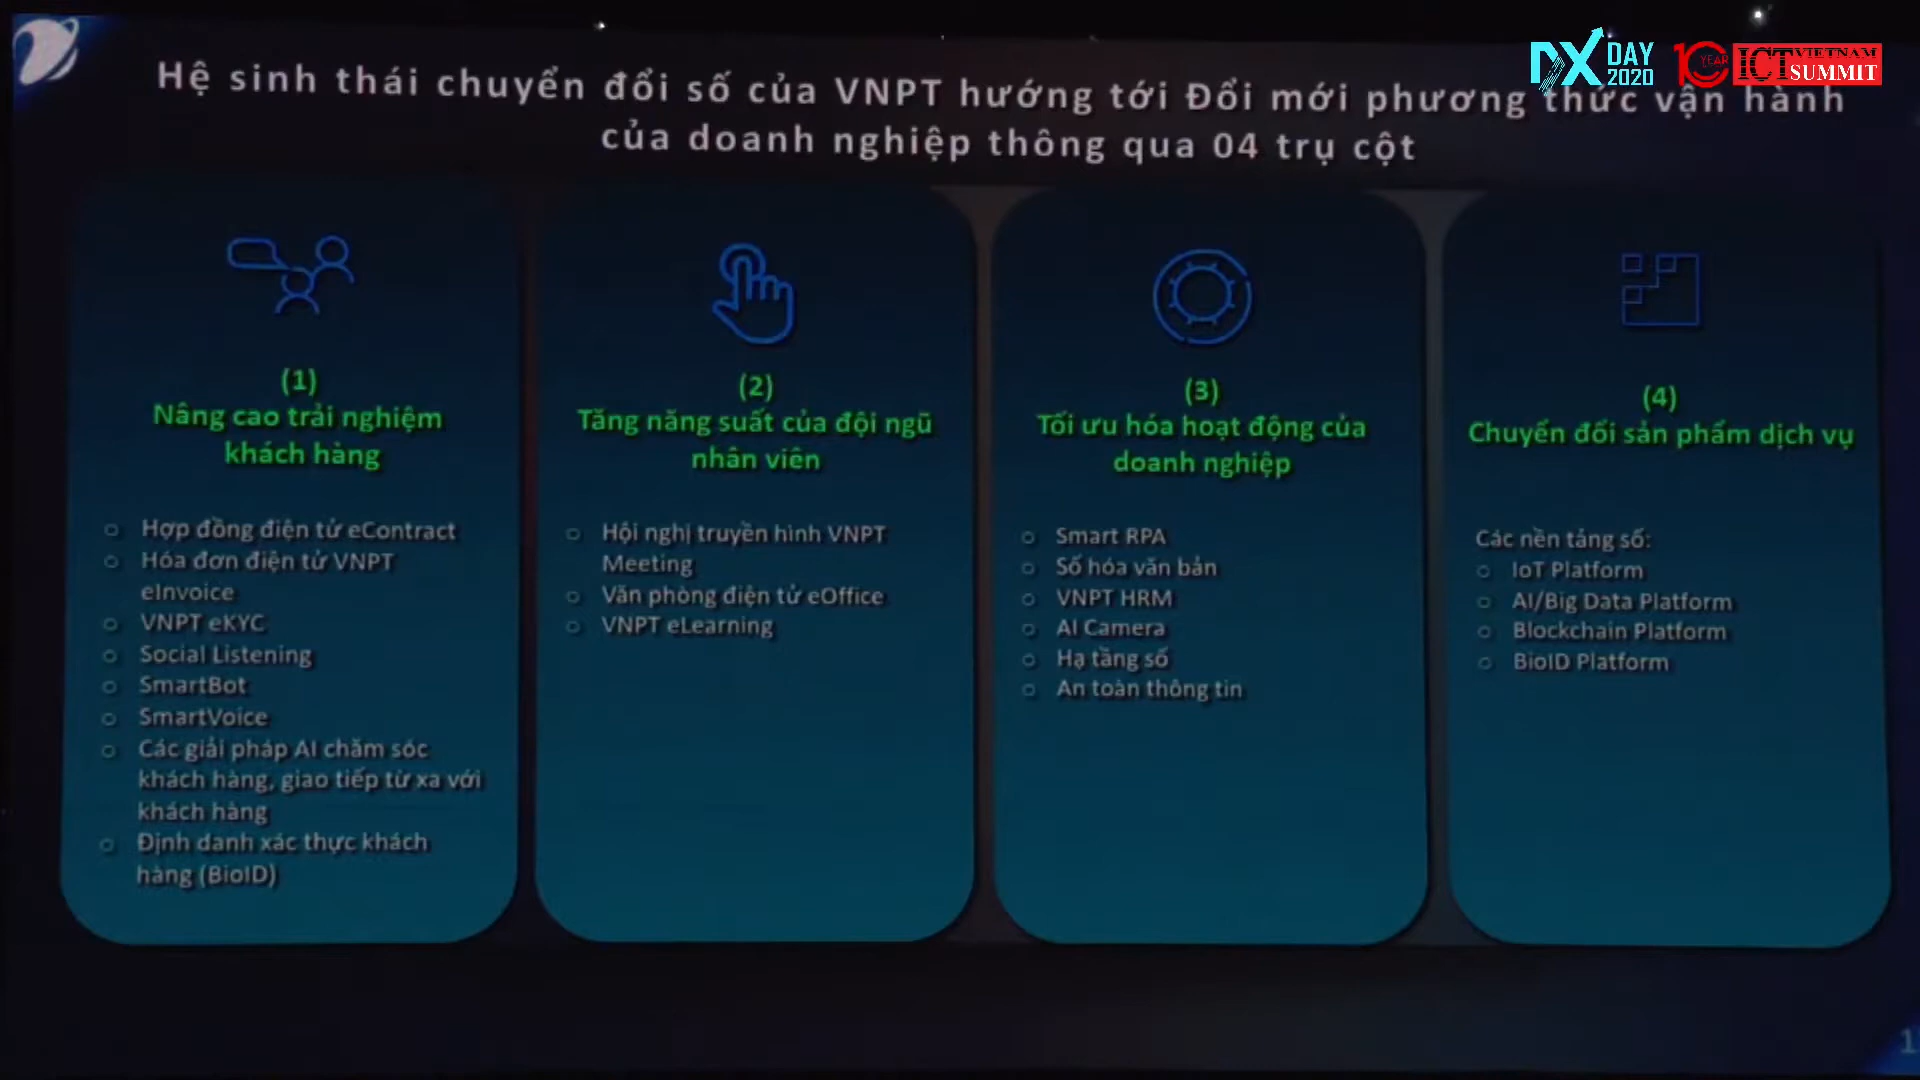 DX DAY 2020
10 YEAR
ICT VIETNAM SUMMIT
Hệ sinh thái chuyển đổi số của VNPT hướng tới Đổi mới phương thức vận hành
của doanh nghiệp thông qua 04 trụ cột
(1)
Nâng cao trải nghiệm
khách hàng
○ Hợp đồng điện tử eContract
○ Hóa đơn điện tử VNPT
eInvoice
○ VNPT eKYC
○ Social Listening
○ SmartBot
○ SmartVoice
○ Các giải pháp AI chăm sóc
khách hàng, giao tiếp từ xa với
khách hàng
○ Định danh xác thực khách
hàng (BioID)
(2)
Tăng năng suất của đội ngũ
nhân viên
○ Hội nghị truyền hình VNPT
Meeting
○ Văn phòng điện tử eOffice
○ VNPT eLearning
(3)
Tối ưu hóa hoạt động của
doanh nghiệp
○ Smart RPA
○ Số hóa văn bản
○ VNPT HRM
○ AI Camera
○ Hạ tầng số
○ An toàn thông tin
(4)
Chuyển đổi sản phẩm dịch vụ
Các nền tảng số:
○ IoT Platform
○ AI/Big Data Platform
○ Blockchain Platform
○ BioID Platform
1